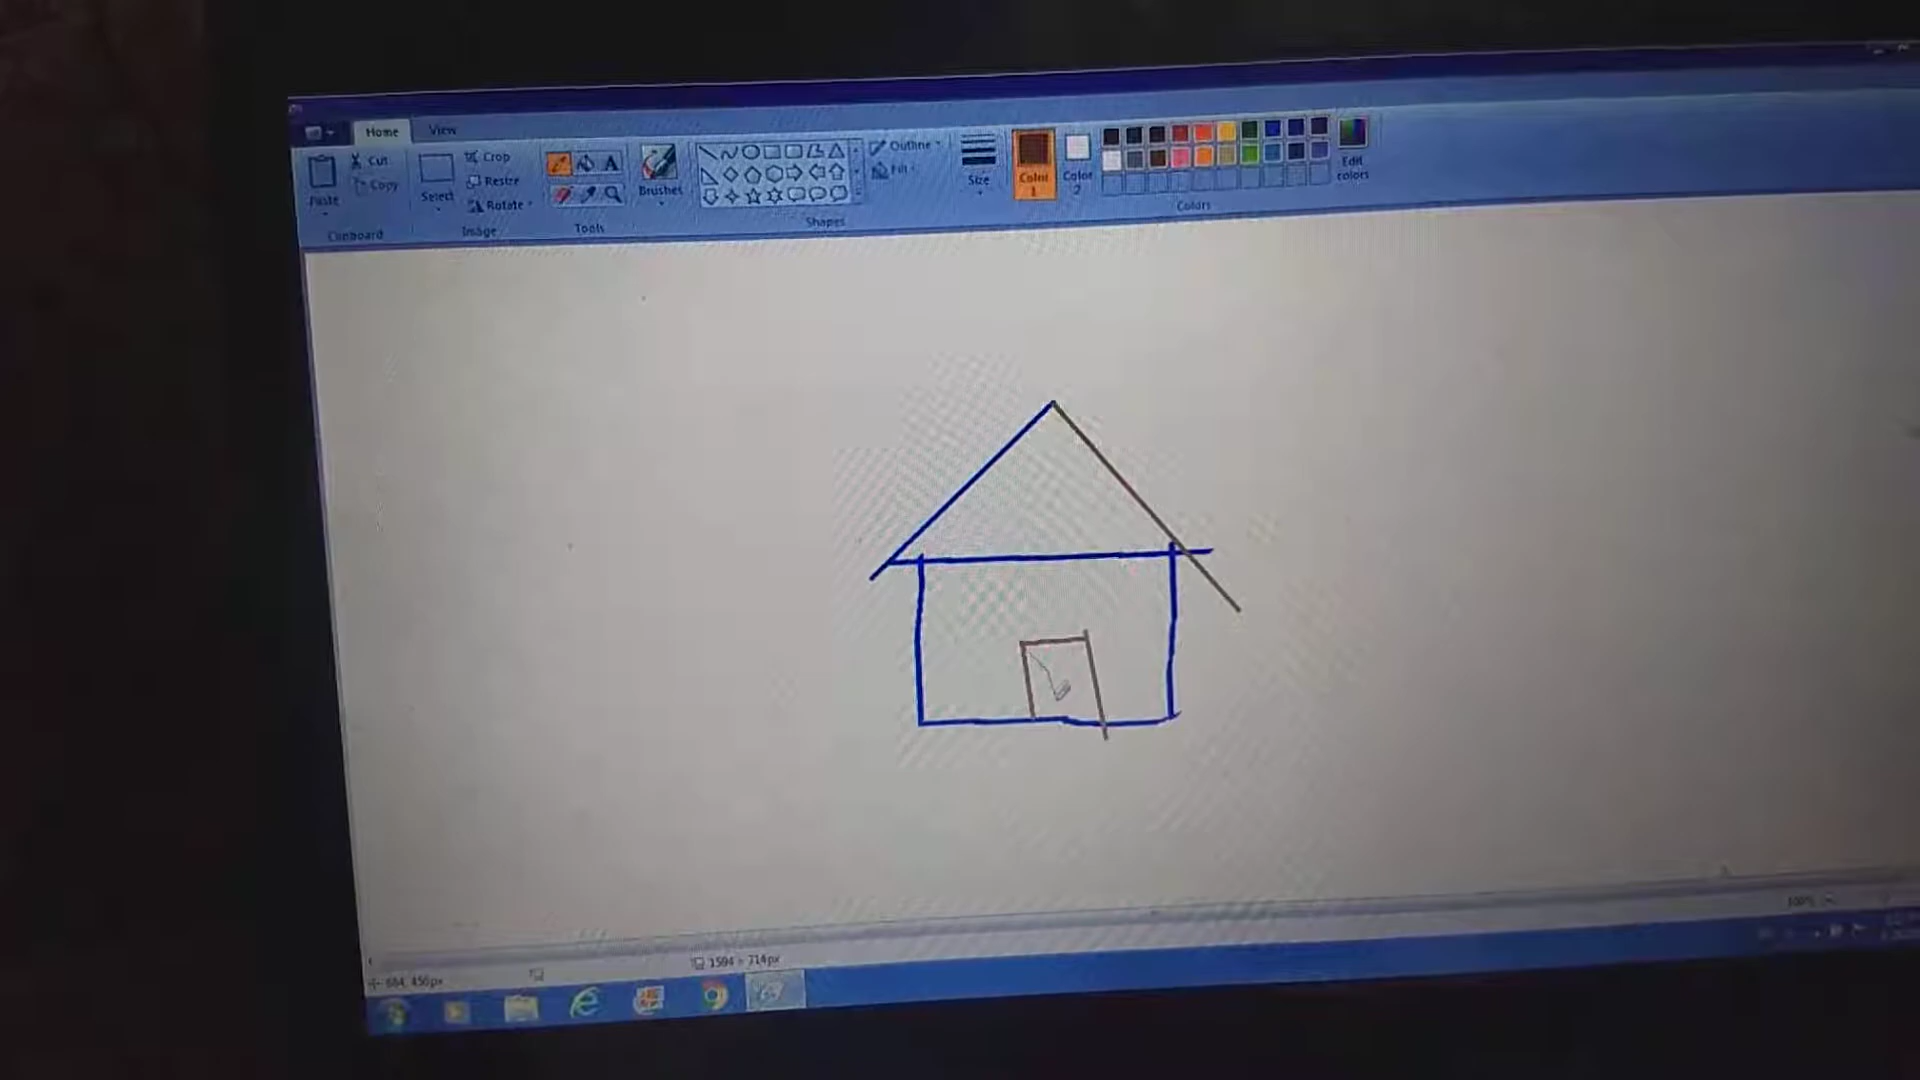 Home View
Cut
Copy
Paste
Clipboard
Select
Crop
Resize
Rotate
Image
A
Tools
Brushes
Shapes
Outline
Fill
Size
Color
1
Color
2
Edit
colors
Colors
1594 × 714px
100%